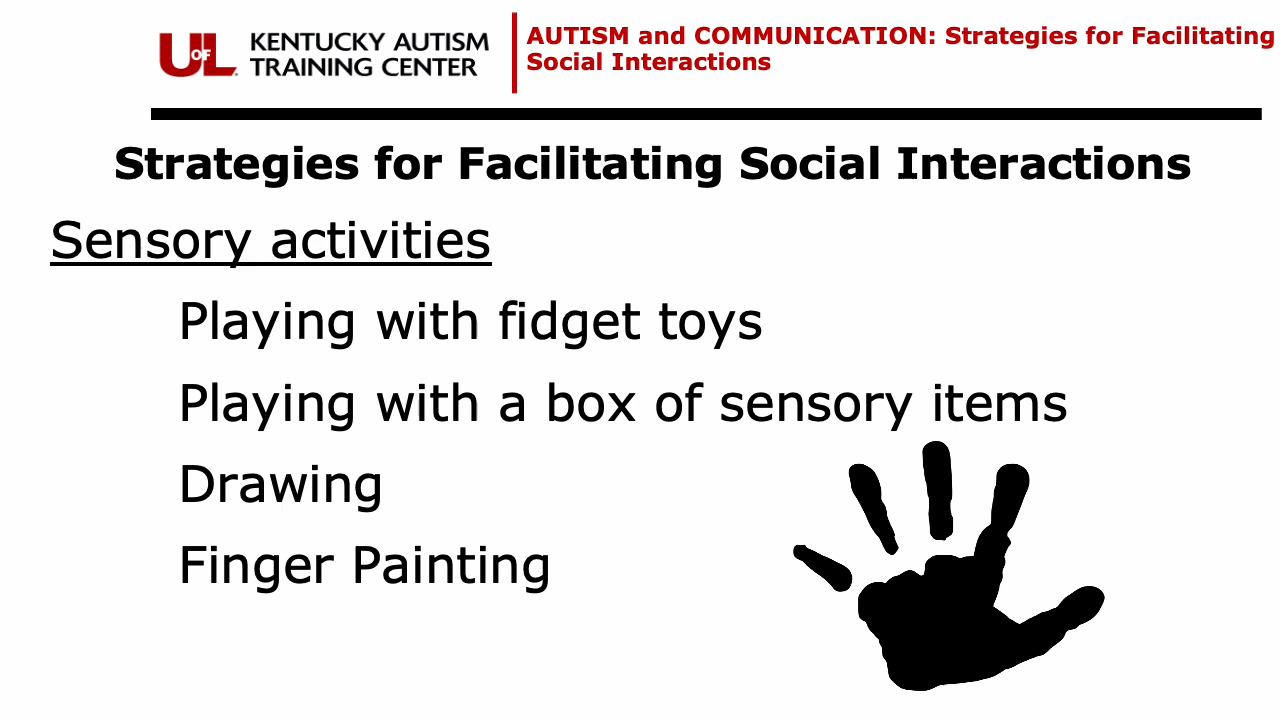 UofL KENTUCKY AUTISM
TRAINING CENTER
AUTISM and COMMUNICATION: Strategies for Facilitating
Social Interactions
Strategies for Facilitating Social Interactions
Sensory activities
Playing with fidget toys
Playing with a box of sensory items
Drawing
Finger Painting